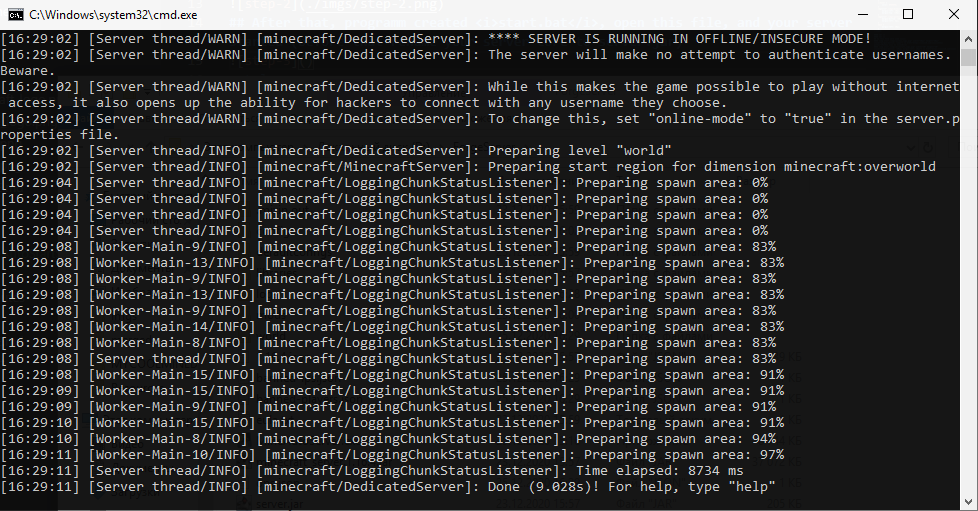 C:\Windows\system32\cmd.exe
[16:29:02] [Server thread/WARN] [minecraft/DedicatedServer]: **** SERVER IS RUNNING IN OFFLINE/INSECURE MODE!
[16:29:02] [Server thread/WARN] [minecraft/DedicatedServer]: The server will make no attempt to authenticate usernames.
Beware.
[16:29:02] [Server thread/WARN] [minecraft/DedicatedServer]: While this makes the game possible to play without internet
access, it also opens up the ability for hackers to connect with any username they choose.
[16:29:02] [Server thread/WARN] [minecraft/DedicatedServer]: To change this, set "online-mode" to "true" in the server.p
roperties file.
[16:29:02] [Server thread/INFO] [minecraft/DedicatedServer]: Preparing level "world"
[16:29:02] [Server thread/INFO] [minecraft/MinecraftServer]: Preparing start region for dimension minecraft:overworld
[16:29:04] [Server thread/INFO] [minecraft/LoggingChunkStatusListener]: Preparing spawn area: 0%
[16:29:04] [Server thread/INFO] [minecraft/LoggingChunkStatusListener]: Preparing spawn area: 0%
[16:29:04] [Server thread/INFO] [minecraft/LoggingChunkStatusListener]: Preparing spawn area: 0%
[16:29:04] [Server thread/INFO] [minecraft/LoggingChunkStatusListener]: Preparing spawn area: 0%
[16:29:08] [Worker-Main-9/INFO] [minecraft/LoggingChunkStatusListener]: Preparing spawn area: 83%
[16:29:08] [Worker-Main-13/INFO] [minecraft/LoggingChunkStatusListener]: Preparing spawn area: 83%
[16:29:08] [Worker-Main-9/INFO] [minecraft/LoggingChunkStatusListener]: Preparing spawn area: 83%
[16:29:08] [Worker-Main-13/INFO] [minecraft/LoggingChunkStatusListener]: Preparing spawn area: 83%
[16:29:08] [Worker-Main-9/INFO] [minecraft/LoggingChunkStatusListener]: Preparing spawn area: 83%
[16:29:08] [Worker-Main-14/INFO] [minecraft/LoggingChunkStatusListener]: Preparing spawn area: 83%
[16:29:08] [Worker-Main-8/INFO] [minecraft/LoggingChunkStatusListener]: Preparing spawn area: 83%
[16:29:08] [Server thread/INFO] [minecraft/LoggingChunkStatusListener]: Preparing spawn area: 83%
[16:29:08] [Worker-Main-15/INFO] [minecraft/LoggingChunkStatusListener]: Preparing spawn area: 91%
[16:29:09] [Worker-Main-15/INFO] [minecraft/LoggingChunkStatusListener]: Preparing spawn area: 91%
[16:29:09] [Worker-Main-9/INFO] [minecraft/LoggingChunkStatusListener]: Preparing spawn area: 91%
[16:29:10] [Worker-Main-15/INFO] [minecraft/LoggingChunkStatusListener]: Preparing spawn area: 91%
[16:29:10] [Worker-Main-8/INFO] [minecraft/LoggingChunkStatusListener]: Preparing spawn area: 94%
[16:29:11] [Worker-Main-10/INFO] [minecraft/LoggingChunkStatusListener]: Preparing spawn area: 97%
[16:29:11] [Server thread/INFO] [minecraft/LoggingChunkStatusListener]: Time elapsed: 8734 ms
[16:29:11] [Server thread/INFO] [minecraft/DedicatedServer]: Done (9.028s)! For help, type "help"